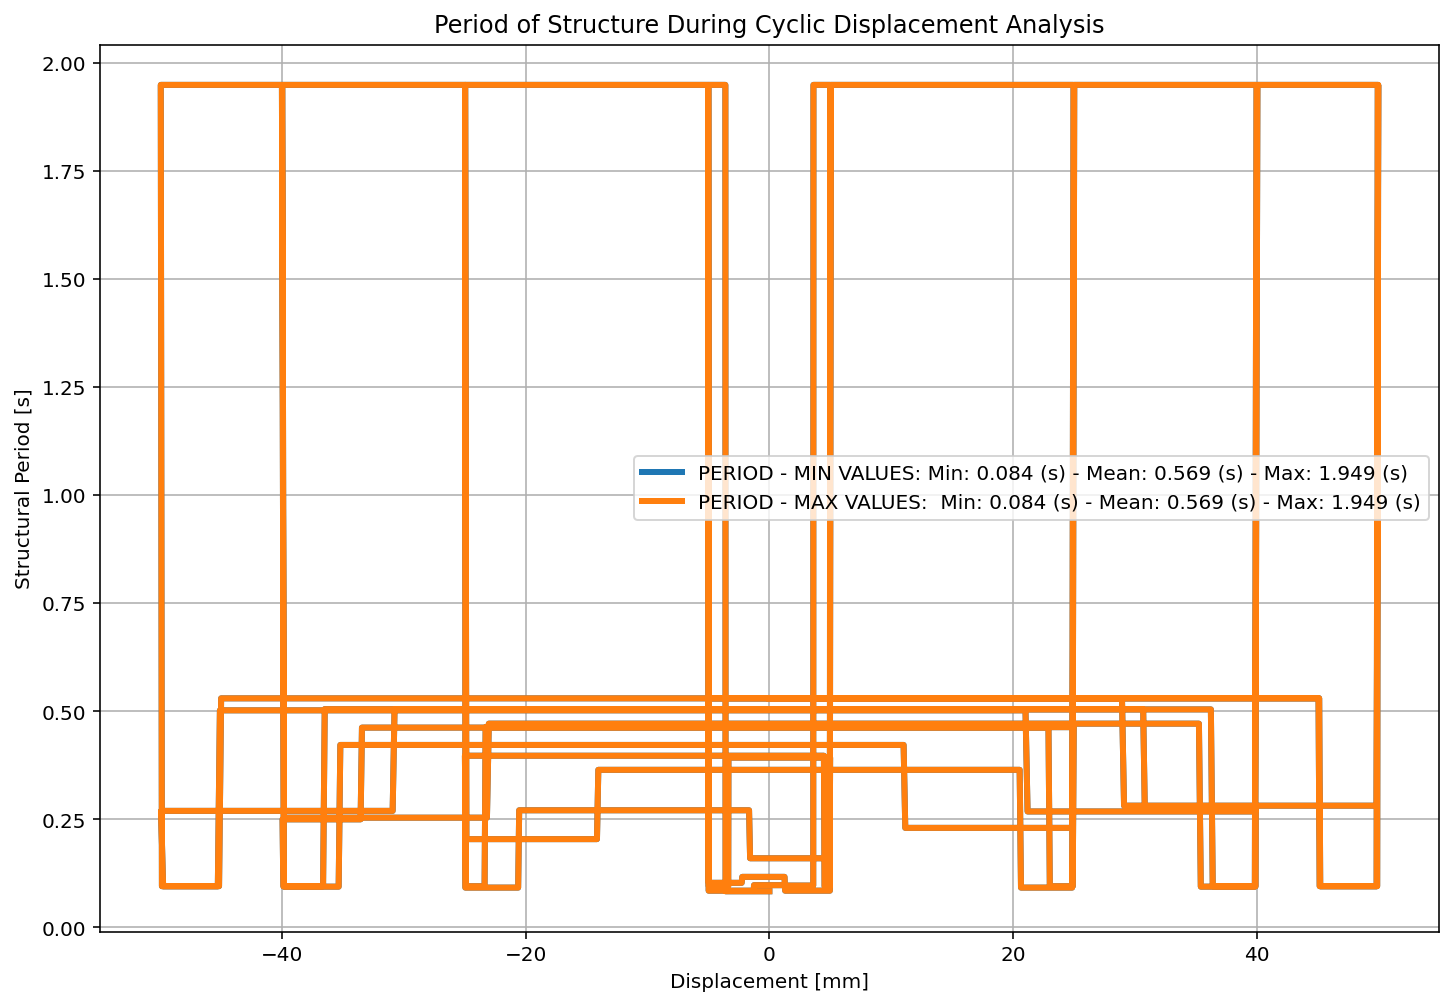 Period of Structure During Cyclic Displacement Analysis
2.00
1.75
1.50
1.25
1.00
0.75
0.50
0.25
0.00
Structural Period [s]
PERIOD - MIN VALUES: Min: 0.084 (s) - Mean: 0.569 (s) - Max: 1.949 (s)
PERIOD - MAX VALUES:  Min: 0.084 (s) - Mean: 0.569 (s) - Max: 1.949 (s)
−40 −20 0 20 40
Displacement [mm]